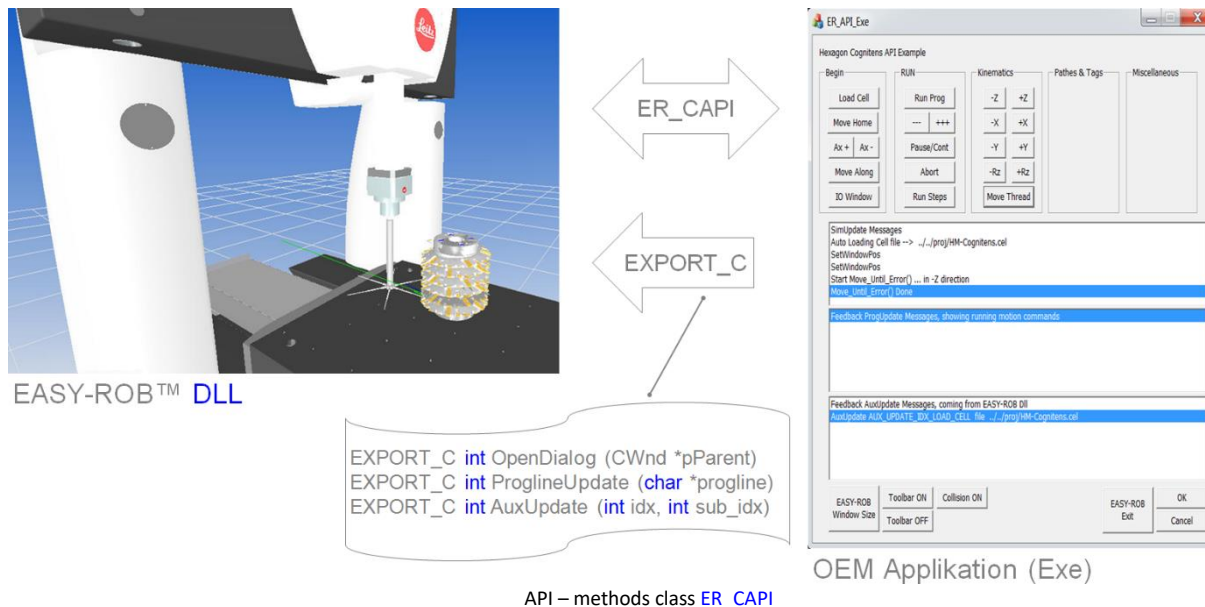 Leitz
ER_CAPI
EXPORT_C
EASY-ROB™ DLL
EXPORT_C int OpenDialog (CWnd *pParent)
EXPORT_C int ProglineUpdate (char *progline)
EXPORT_C int AuxUpdate (int idx, int sub_idx)
ER_API_Exe
Hexagon Cognitens API Example
Begin RUN Kinematics Pathes & Tags Miscellaneous
Load Cell Run Prog -Z +Z
Move Home --- +++ -X +X
Ax + Ax - Pause/Cont -Y +Y
Move Along Abort -Rz +Rz
IO Window Run Steps Move Thread
SimUpdate Messages
Auto Loading Cell file --> ../../proj/HM-Cognitens.cel
SetWindowPos
SetWindowPos
Start Move_Until_Error() ... in -Z direction
Move_Until_Error() Done
Feedback ProgUpdate Messages, showing running motion commands
Feedback AuxUpdate Messages, coming from EASY-ROB Dll
AuxUpdate AUX_UPDATE_IDX_LOAD_CELL file ../../proj/HM-Cognitens.cel
EASY-ROB Window Size
Toolbar ON Collision ON
Toolbar OFF
EASY-ROB Exit
OK
Cancel
OEM Applikation (Exe)
API – methods class ER_CAPI